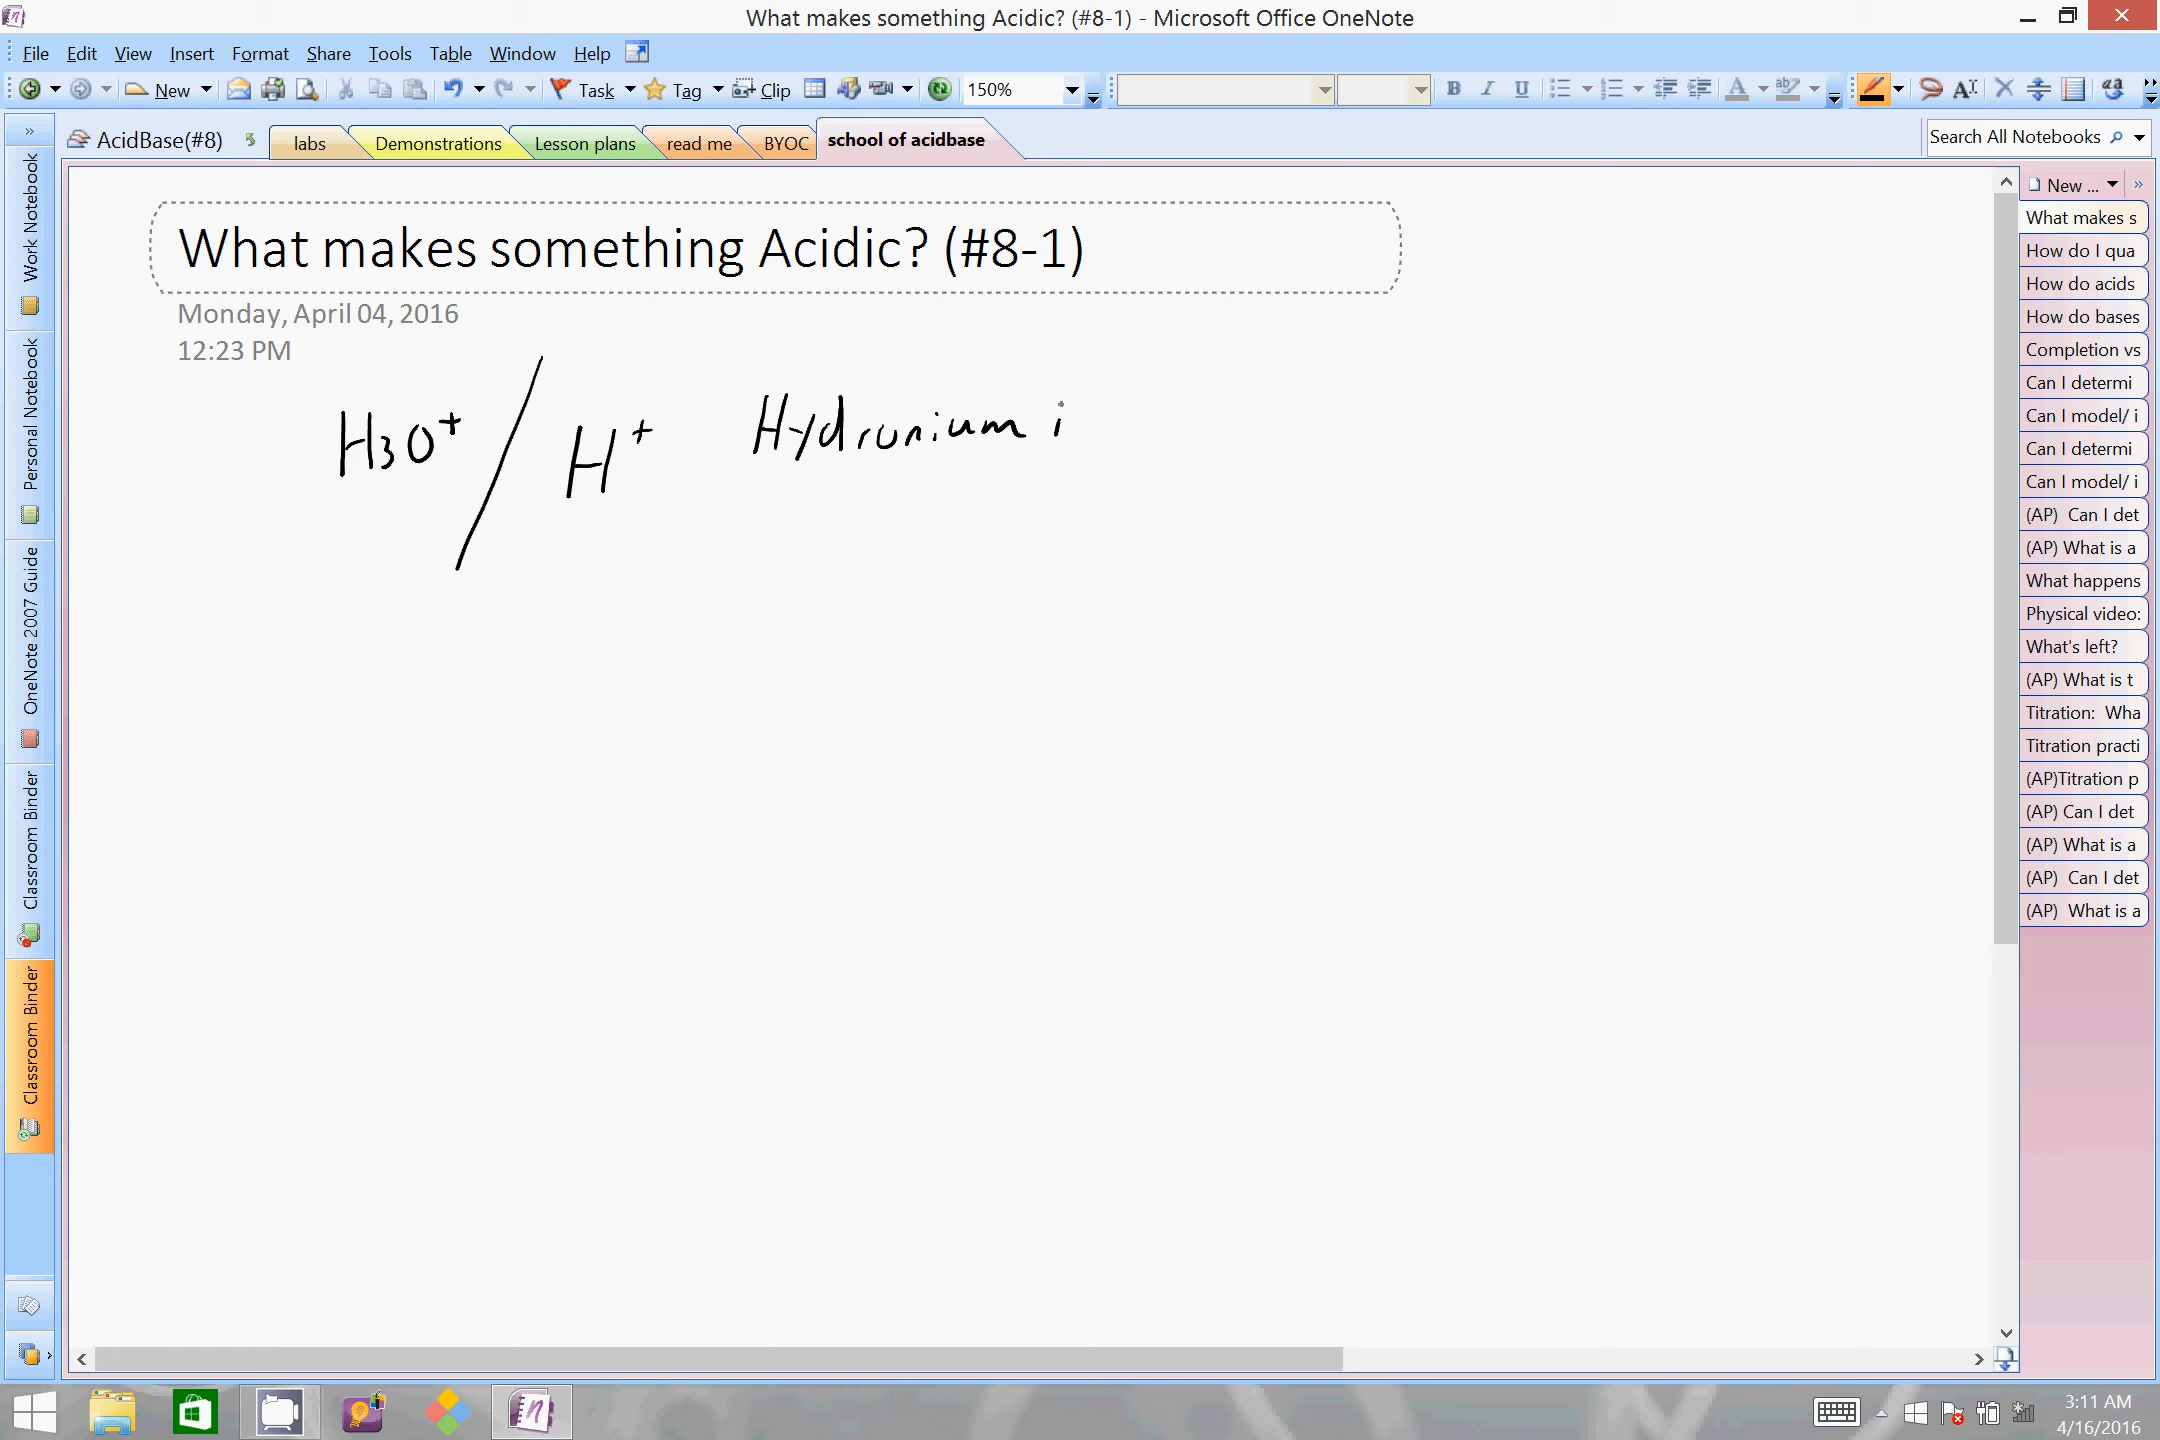 What makes something Acidic? (#8-1) - Microsoft Office OneNote
File Edit View Insert Format Share Tools Table Window Help
New Task Tag Clip 150% B I U A ab A
AcidBase(#8) labs Demonstrations Lesson plans read me BYOC school of acidbase Search All Notebooks
Work Notebook
Personal Notebook
OneNote 2007 Guide
Classroom Binder
Classroom Binder
What makes something Acidic? (#8-1)
Monday, April 04, 2016
12:23 PM
H3O+ / H+ Hydronium i
New ...
What makes s
How do I qua
How do acids
How do bases
Completion vs
Can I determi
Can I model/ i
Can I determi
Can I model/ i
(AP) Can I det
(AP) What is a
What happens
Physical video:
What's left?
(AP) What is t
Titration: Wha
Titration practi
(AP)Titration p
(AP) Can I det
(AP) What is a
(AP) Can I det
(AP) What is a
3:11 AM
4/16/2016